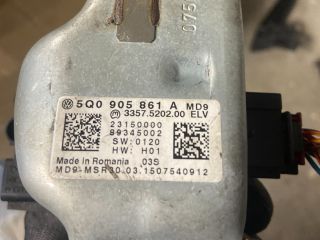 075
5Q0 905 861 A MD9
3357.5202.00 ELV
23150000
89345002
SW:0120
HW: H01
Made in Romania 03S
MD9-MSR30.03.1507540912